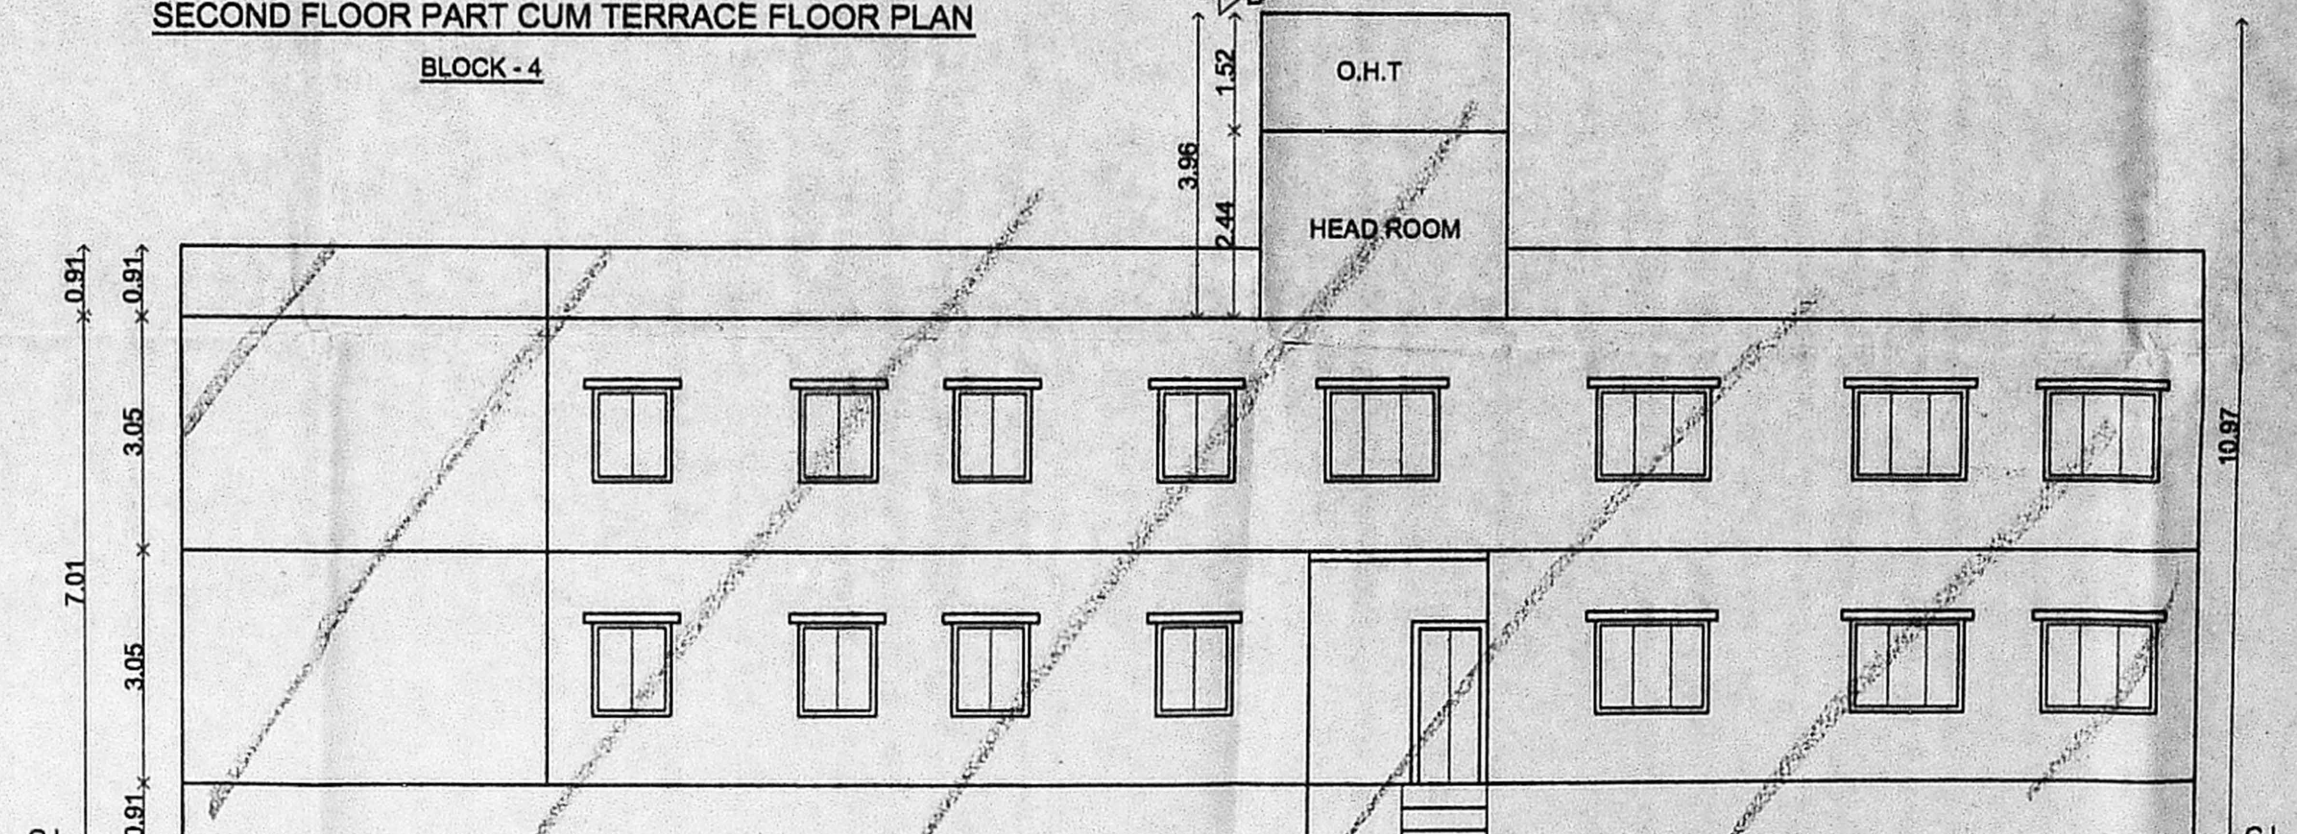 SECOND FLOOR PART CUM TERRACE FLOOR PLAN
BLOCK - 4
1.52
O.H.T
3.96
2.44
HEAD ROOM
0.91
0.91
3.05
10.97
7.01
3.05
0.91